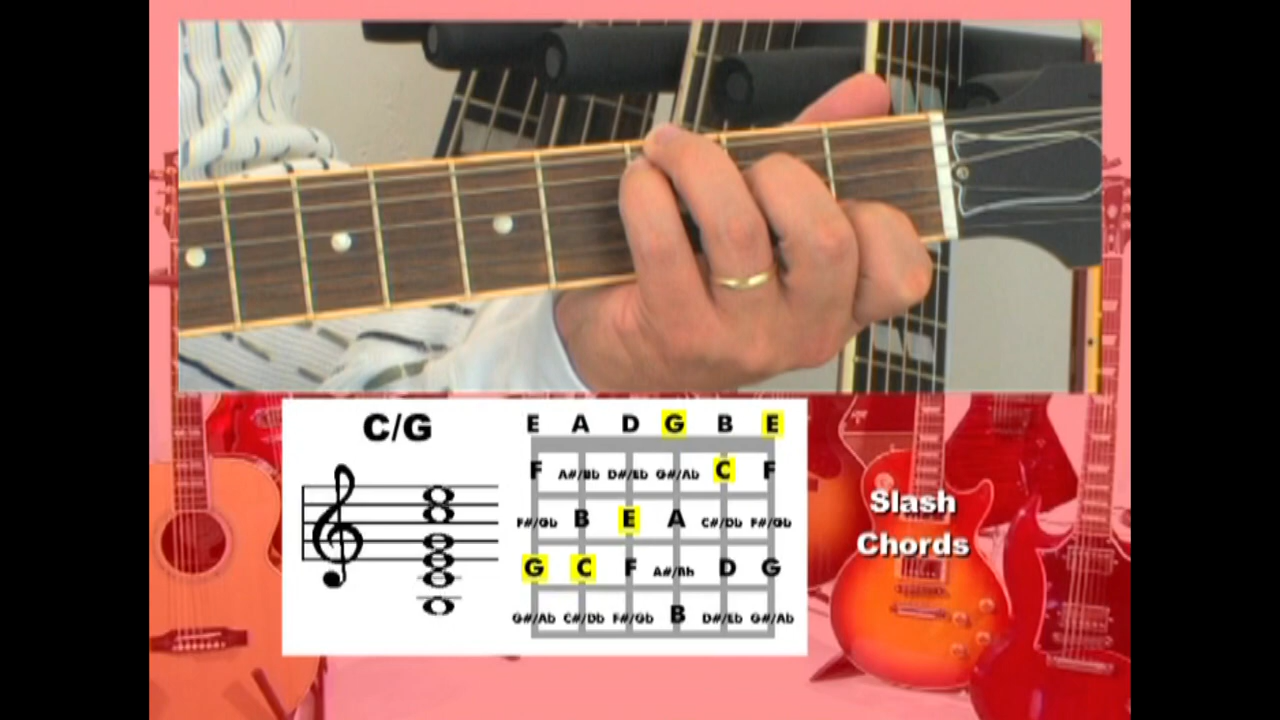 C/G
E A D G B E
F A#/Bb D#/Eb G#/Ab C F
F#/Gb B E A C#/Db F#/Gb
G C F A#/Bb D G
G#/Ab C#/Db F#/Gb B D#/Eb G#/Ab
Slash
Chords